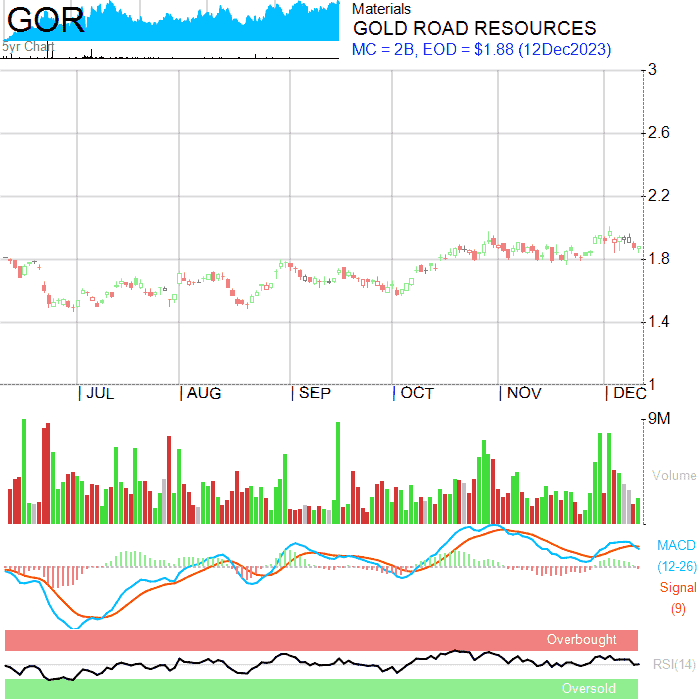 GOR
5yr Chart
Materials
GOLD ROAD RESOURCES
MC = 2B, EOD = $1.88 (12Dec2023)
3
2.6
2.2
1.8
1.4
1
JUL AUG SEP OCT NOV DEC
9M
Volume
MACD
(12-26)
Signal
(9)
Overbought
RSI(14)
Oversold